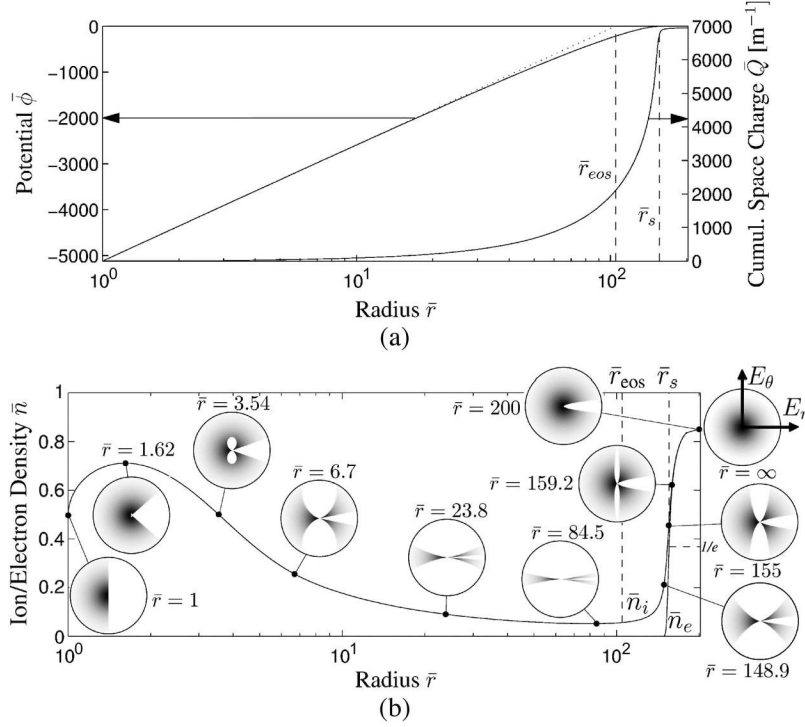 0
-1000
-2000
-3000
-4000
-5000
Potential ϕ̄
7000
6000
5000
4000
3000
2000
1000
0
Cumul. Space Charge Q̄ [m⁻¹]
r̄eos
r̄s
10⁰
10¹
10²
Radius r̄
(a)
1
0.8
0.6
0.4
0.2
0
Ion/Electron Density n̄
r̄ = 1.62
r̄ = 3.54
r̄ = 6.7
r̄ = 1
r̄ = 23.8
r̄ = 84.5
r̄ = 200
r̄ = 159.2
r̄eos
r̄s
Eθ
Er
r̄ = ∞
1/e
r̄ = 155
n̄i
n̄e
r̄ = 148.9
10⁰
10¹
10²
Radius r̄
(b)